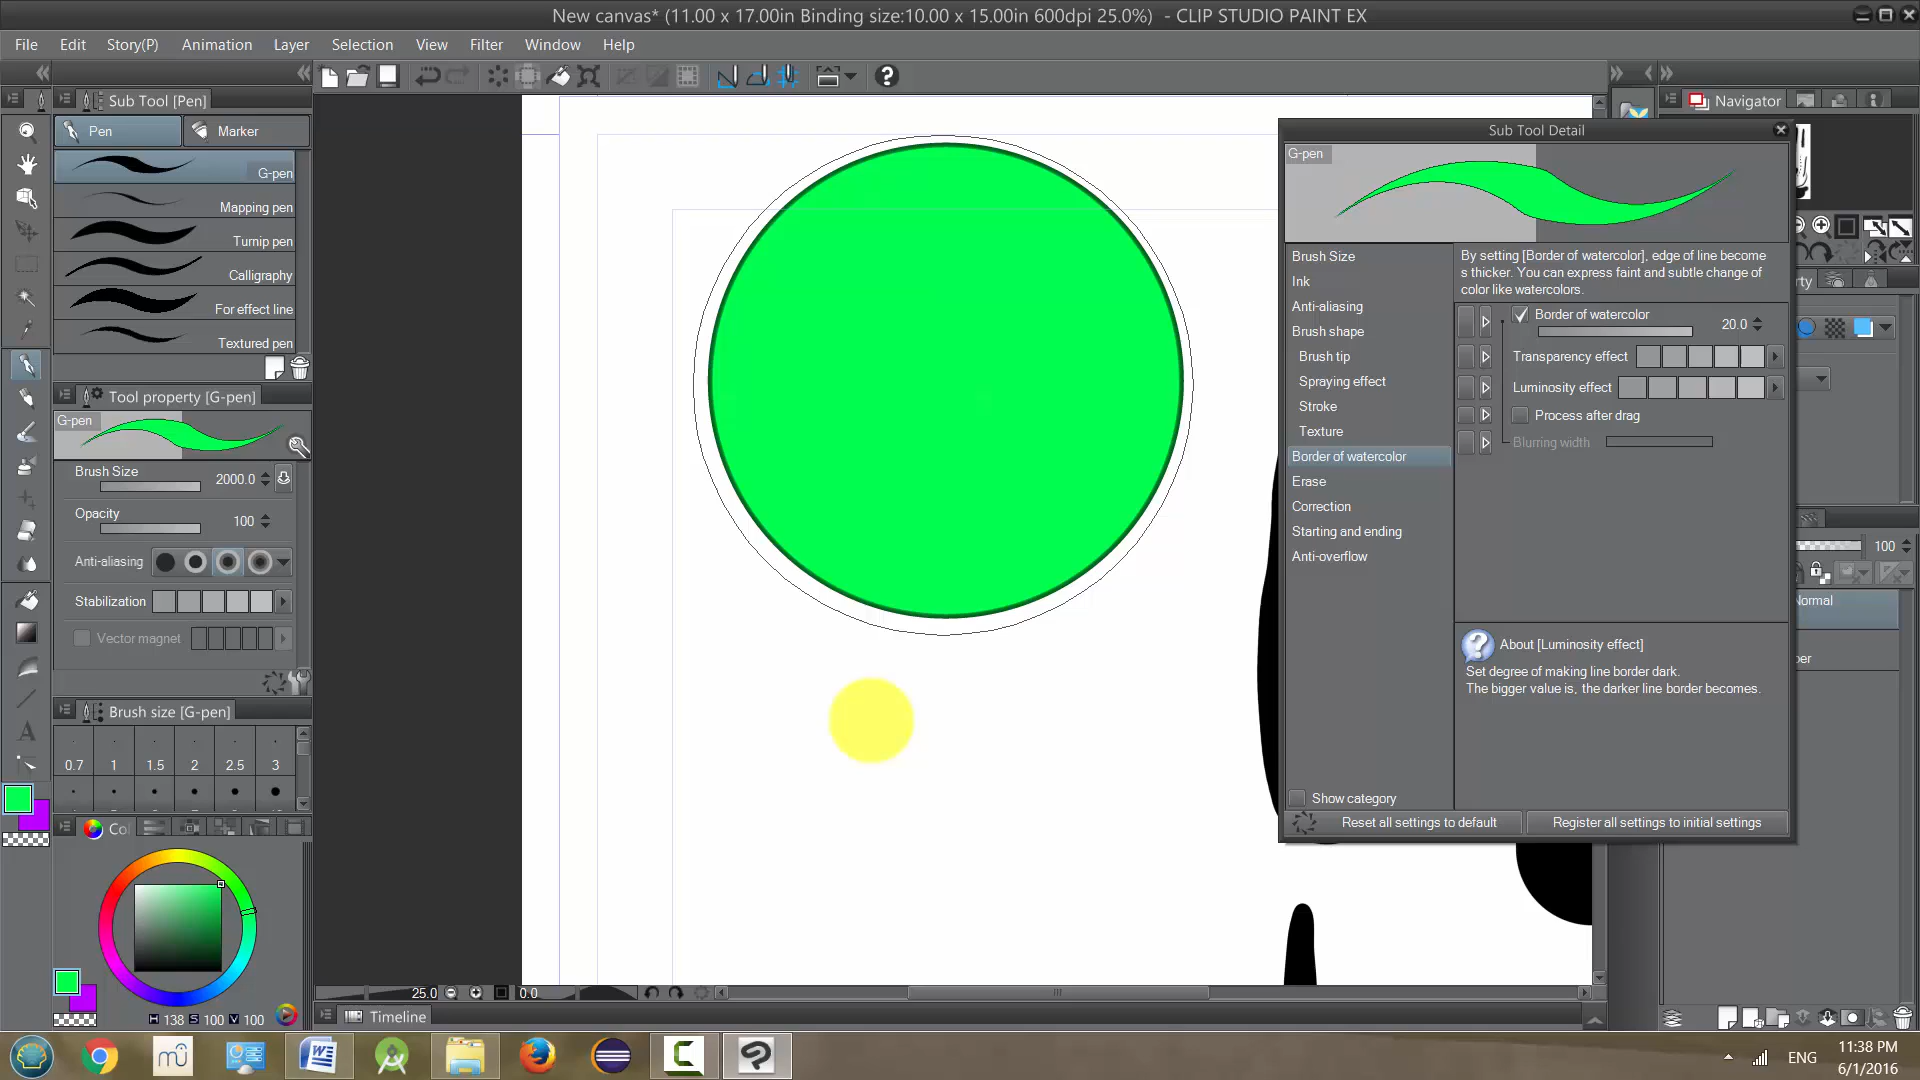 New canvas* (11.00 x 17.00in Binding size:10.00 x 15.00in 600dpi 25.0%)  - CLIP STUDIO PAINT EX
File Edit Story(P) Animation Layer Selection View Filter Window Help
Sub Tool [Pen]
Pen Marker
G-pen
Mapping pen
Turnip pen
Calligraphy
For effect line
Textured pen
Tool property [G-pen]
G-pen
Brush Size 2000.0
Opacity 100
Anti-aliasing
Stabilization
Vector magnet
Brush size [G-pen]
0.7 1 1.5 2 2.5 3
Col
H 138 S 100 V 100
25.0 0.0
Timeline
Sub Tool Detail
G-pen
Brush Size
Ink
Anti-aliasing
Brush shape
Brush tip
Spraying effect
Stroke
Texture
Border of watercolor
Erase
Correction
Starting and ending
Anti-overflow
Show category
Reset all settings to default
Register all settings to initial settings
By setting [Border of watercolor], edge of line become
s thicker. You can express faint and subtle change of
color like watercolors.
Border of watercolor 20.0
Transparency effect
Luminosity effect
Process after drag
Blurring width
About [Luminosity effect]
Set degree of making line border dark.
The bigger value is, the darker line border becomes.
Navigator
rty
100
Normal
per
ENG
11:38 PM
6/1/2016